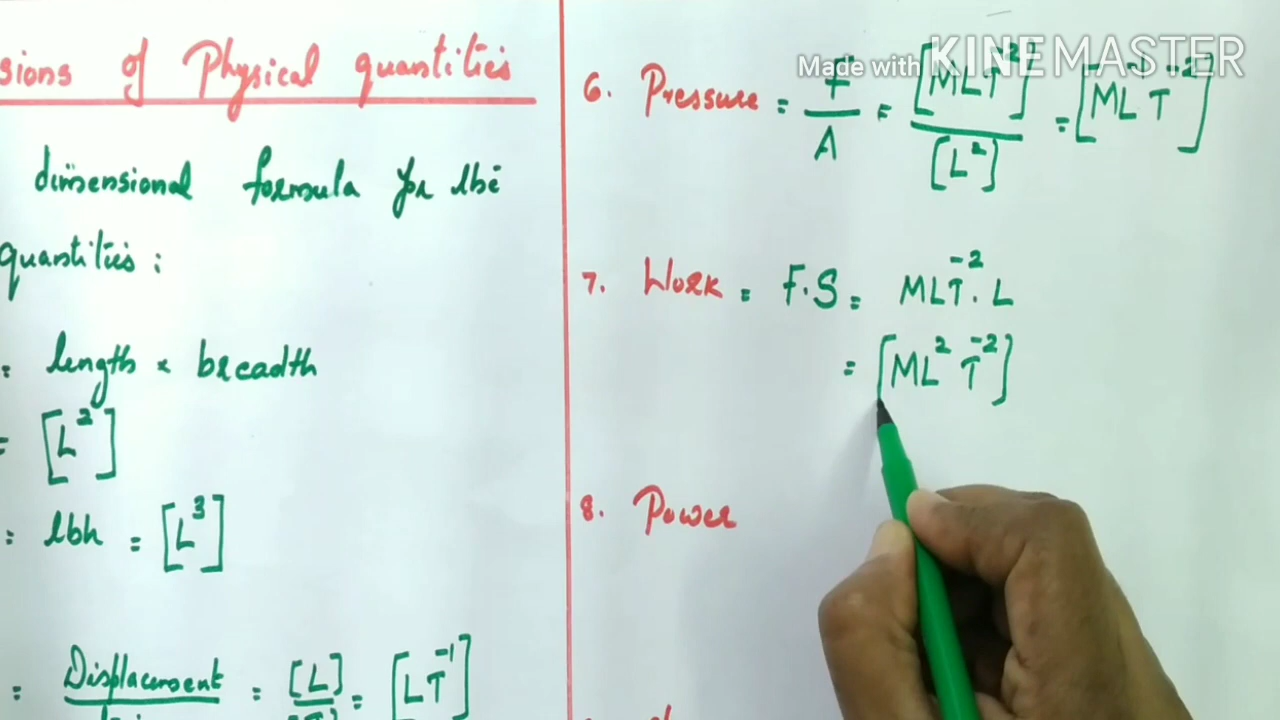 sions of Physical quantities
dimensional formula for the
quantities :
= length × breadth
= [L²]
= lbh = [L³]
= Displacement / = [L] / = [LT⁻¹]
Made with KINEMASTER
6. Pressure = F/A = [MLT⁻²]/[L²] = [ML⁻¹T⁻²]
7. Work = F.S = MLT⁻² . L
= [ML²T⁻²]
8. Power